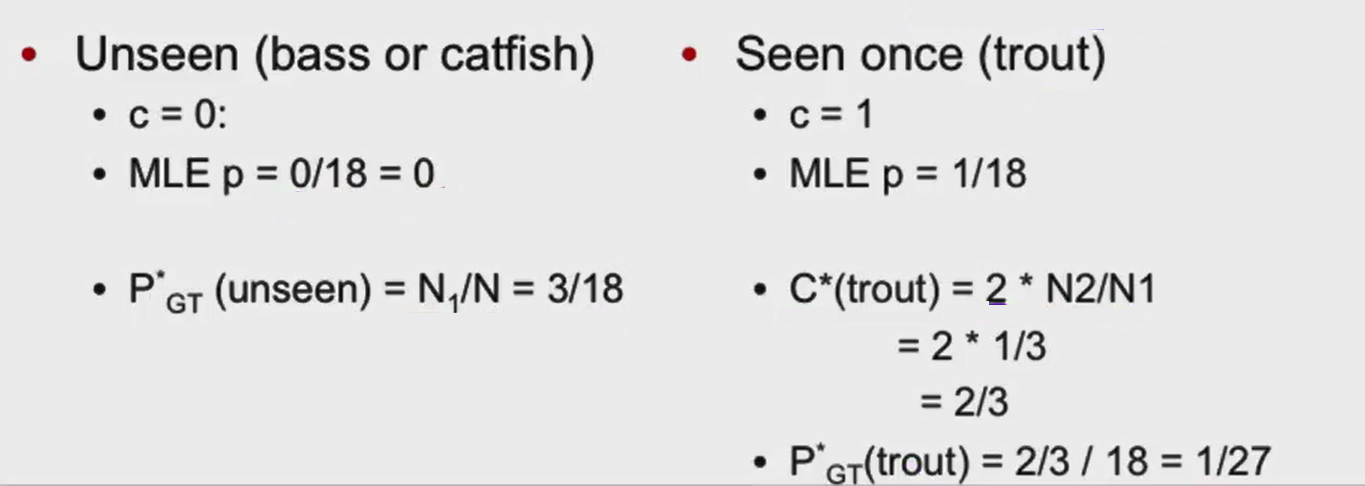 • Unseen (bass or catfish)
• c = 0:
• MLE p = 0/18 = 0
• P*GT (unseen) = N1/N = 3/18
• Seen once (trout)
• c = 1
• MLE p = 1/18
• C*(trout) = 2 * N2/N1
= 2 * 1/3
= 2/3
• P*GT(trout) = 2/3 / 18 = 1/27